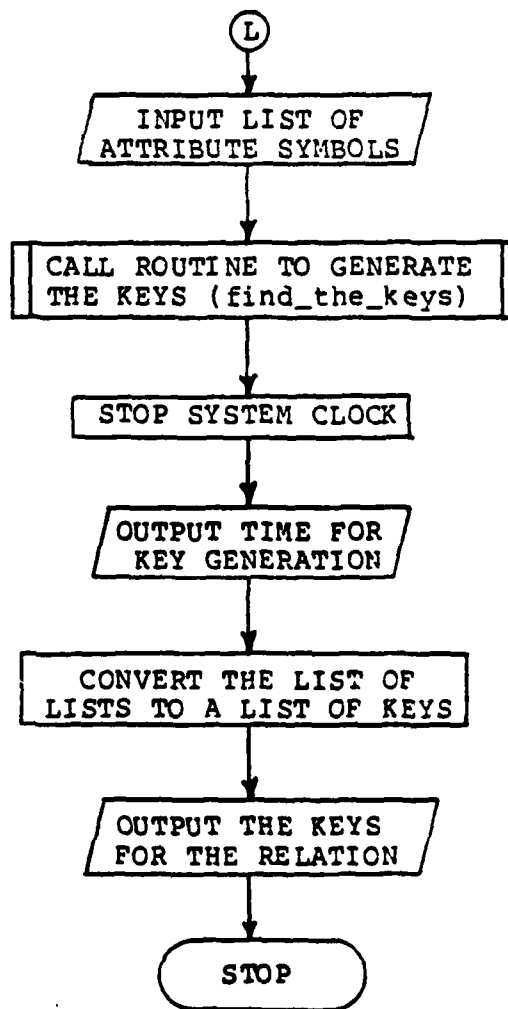 L
INPUT LIST OF
ATTRIBUTE SYMBOLS
CALL ROUTINE TO GENERATE
THE KEYS (find_the_keys)
STOP SYSTEM CLOCK
OUTPUT TIME FOR
KEY GENERATION
CONVERT THE LIST OF
LISTS TO A LIST OF KEYS
OUTPUT THE KEYS
FOR THE RELATION
STOP